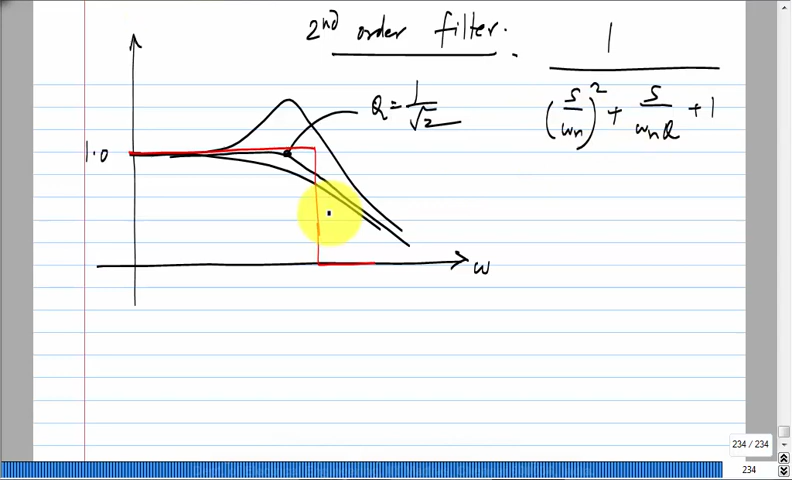 2nd order filter.
1
(s/ωn)² + s/ωnQ + 1
Q = 1/√2
1.0
ω
234 / 234
234